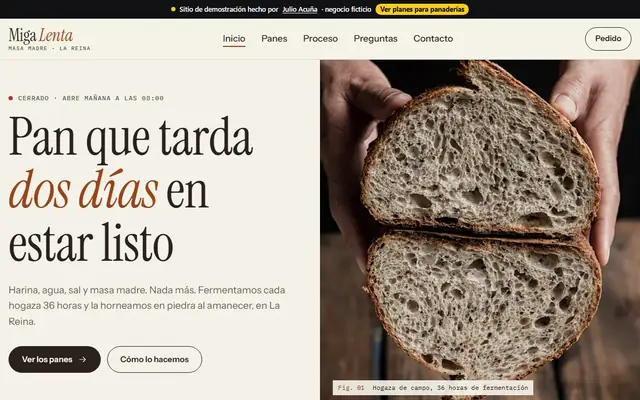 Sitio de demostración hecho por Julio Acuña · negocio ficticio Ver planes para panaderías
Miga Lenta
MASA MADRE · LA REINA
Inicio Panes Proceso Preguntas Contacto
Pedido
CERRADO · ABRE MAÑANA A LAS 08:00
Pan que tarda
dos días en
estar listo
Harina, agua, sal y masa madre. Nada más. Fermentamos cada
hogaza 36 horas y la horneamos en piedra al amanecer, en La
Reina.
Ver los panes → Cómo lo hacemos
Fig. 01 Hogaza de campo, 36 horas de fermentación